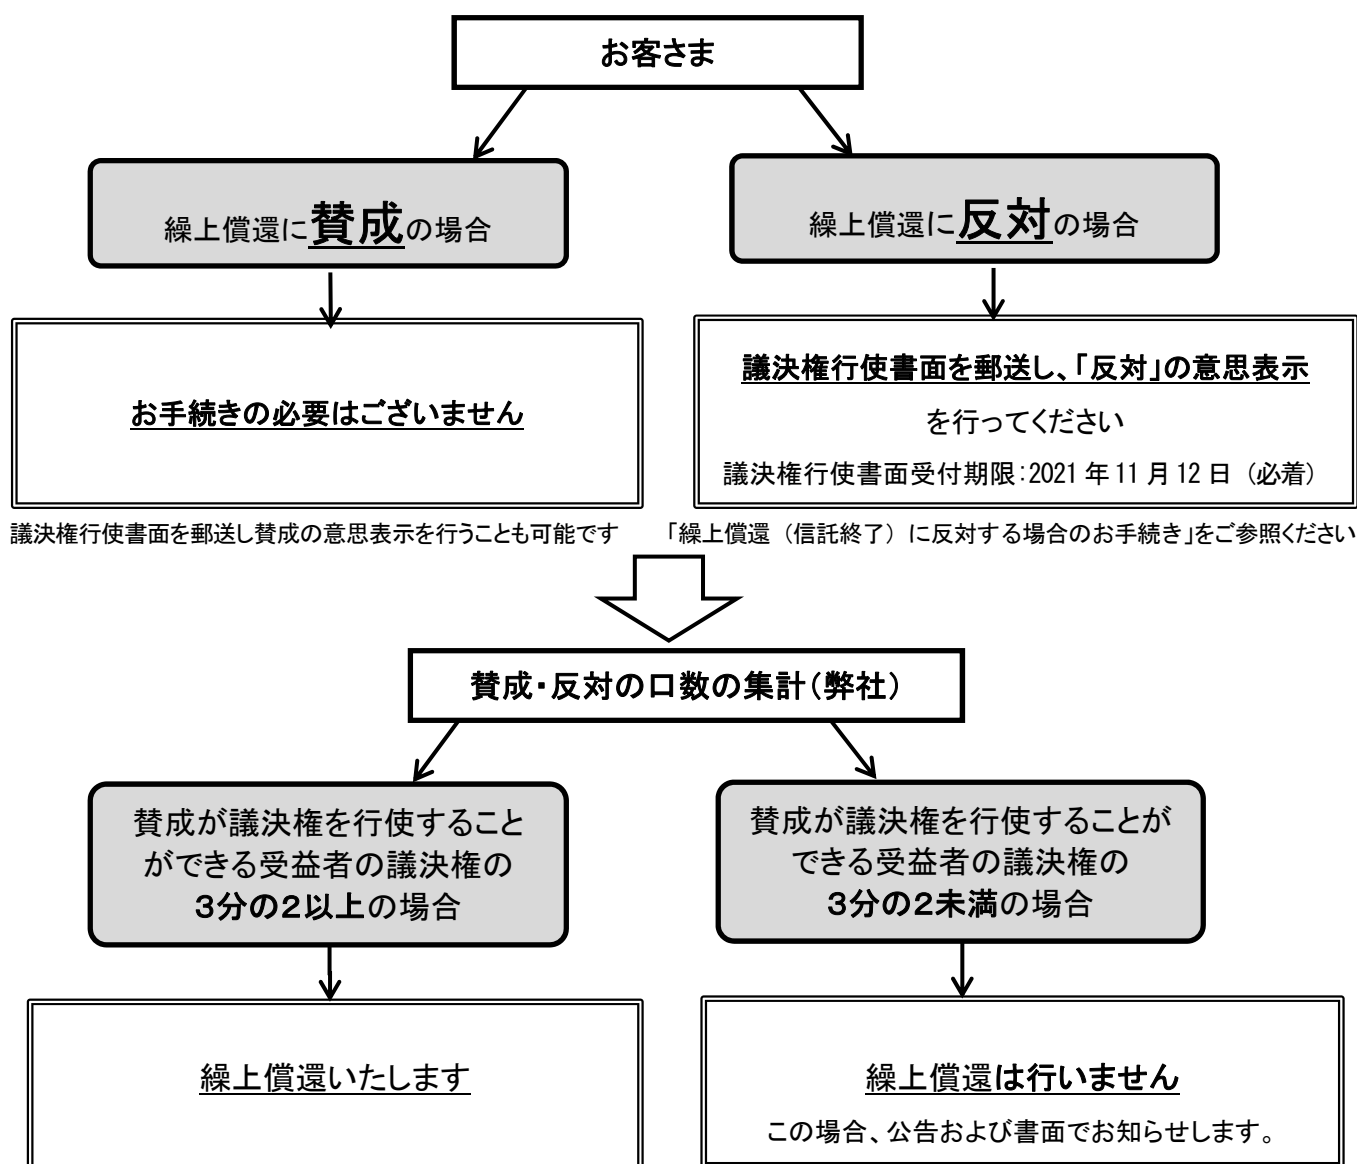 お客さま
繰上償還に賛成の場合
繰上償還に反対の場合
お手続きの必要はございません
議決権行使書面を郵送し、「反対」の意思表示
を行ってください
議決権行使書面受付期限:2021年11月12日 (必着)
議決権行使書面を郵送し賛成の意思表示を行うことも可能です
「繰上償還 (信託終了) に反対する場合のお手続き」をご参照ください
賛成・反対の口数の集計(弊社)
賛成が議決権を行使すること
ができる受益者の議決権の
3分の2以上の場合
賛成が議決権を行使することが
できる受益者の議決権の
3分の2未満の場合
繰上償還いたします
繰上償還は行いません
この場合、公告および書面でお知らせします。